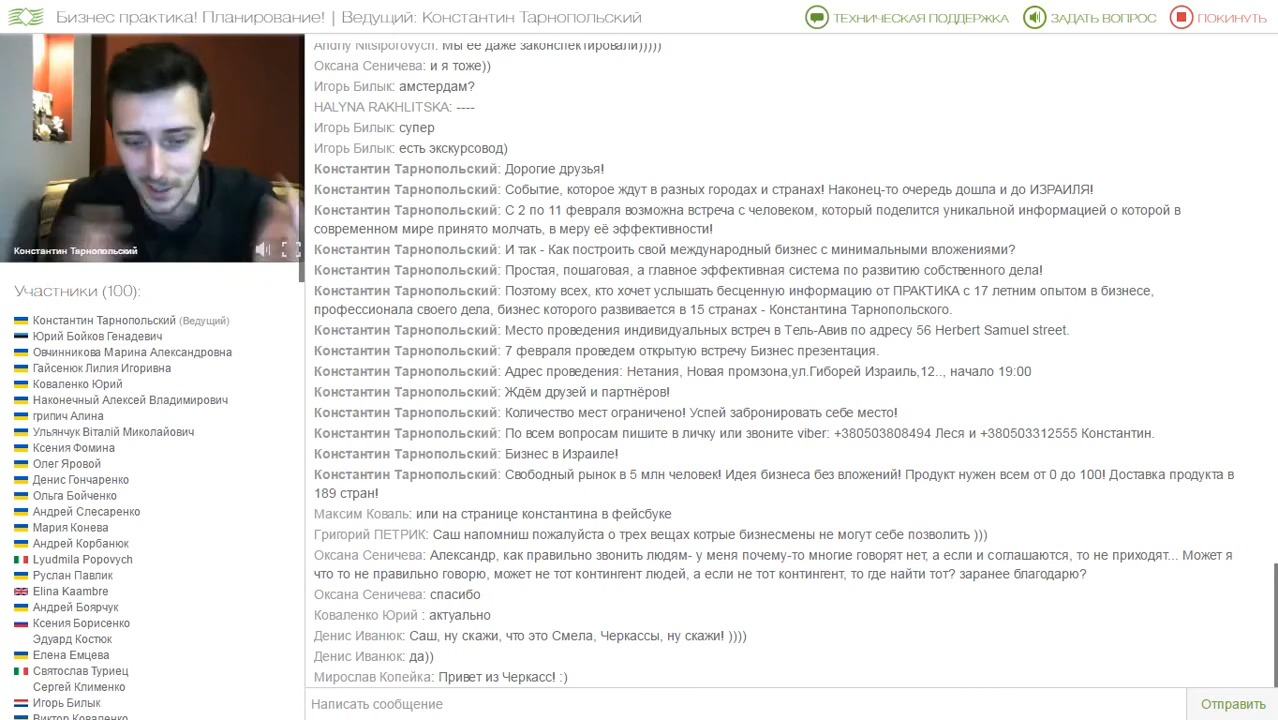 Бизнес практика! Планирование! | Ведущий: Константин Тарнопольский
ТЕХНИЧЕСКАЯ ПОДДЕРЖКА
ЗАДАТЬ ВОПРОС
ПОКИНУТЬ
Константин Тарнопольский
Участники (100):
Константин Тарнопольский (Ведущий)
Юрий Бойков Генадевич
Овчинникова Марина Александровна
Гайсенюк Лилия Игоривна
Коваленко Юрий
Наконечный Алексей Владимирович
грипич Алина
Ульянчук Віталій Миколайович
Ксения Фомина
Олег Яровой
Денис Гончаренко
Ольга Бойченко
Андрей Слесаренко
Мария Конева
Андрей Корбанюк
Lyudmila Popovych
Руслан Павлик
Elina Kaambre
Андрей Боярчук
Ксения Борисенко
Эдуард Костюк
Елена Емцева
Святослав Туриец
Сергей Клименко
Игорь Билык
Виктор Коваленко
Andriy Nitsiporovych: Мы её даже законспектировали)))))
Оксана Сеничева: и я тоже))
Игорь Билык: амстердам?
HALYNA RAKHLITSKA: ----
Игорь Билык: супер
Игорь Билык: есть экскурсовод)
Константин Тарнопольский: Дорогие друзья!
Константин Тарнопольский: Событие, которое ждут в разных городах и странах! Наконец-то очередь дошла и до ИЗРАИЛЯ!
Константин Тарнопольский: С 2 по 11 февраля возможна встреча с человеком, который поделится уникальной информацией о которой в
современном мире принято молчать, в меру её эффективности!
Константин Тарнопольский: И так - Как построить свой международный бизнес с минимальными вложениями?
Константин Тарнопольский: Простая, пошаговая, а главное эффективная система по развитию собственного дела!
Константин Тарнопольский: Поэтому всех, кто хочет услышать бесценную информацию от ПРАКТИКА с 17 летним опытом в бизнесе,
профессионала своего дела, бизнес которого развивается в 15 странах - Константина Тарнопольского.
Константин Тарнопольский: Место проведения индивидуальных встреч в Тель-Авив по адресу 56 Herbert Samuel street.
Константин Тарнопольский: 7 февраля проведем открытую встречу Бизнес презентация.
Константин Тарнопольский: Адрес проведения: Нетания, Новая промзона,ул.Гиборей Израиль,12.., начало 19:00
Константин Тарнопольский: Ждём друзей и партнёров!
Константин Тарнопольский: Количество мест ограничено! Успей забронировать себе место!
Константин Тарнопольский: По всем вопросам пишите в личку или звоните viber: +380503808494 Леся и +380503312555 Константин.
Константин Тарнопольский: Бизнес в Израиле!
Константин Тарнопольский: Свободный рынок в 5 млн человек! Идея бизнеса без вложений! Продукт нужен всем от 0 до 100! Доставка продукта в
189 стран!
Максим Коваль: или на странице константина в фейсбуке
Григорий ПЕТРИК: Саш напомниш пожалуйста о трех вещах котрые бизнесмены не могут себе позволить )))
Оксана Сеничева: Александр, как правильно звонить людям- у меня почему-то многие говорят нет, а если и соглашаются, то не приходят... Может я
что то не правильно говорю, может не тот контингент людей, а если не тот контингент, то где найти тот? заранее благодарю?
Оксана Сеничева: спасибо
Коваленко Юрий : актуально
Денис Иванюк: Саш, ну скажи, что это Смела, Черкассы, ну скажи! ))))
Денис Иванюк: да))
Мирослав Копейка: Привет из Черкасс! :)
Написать сообщение
Отправить